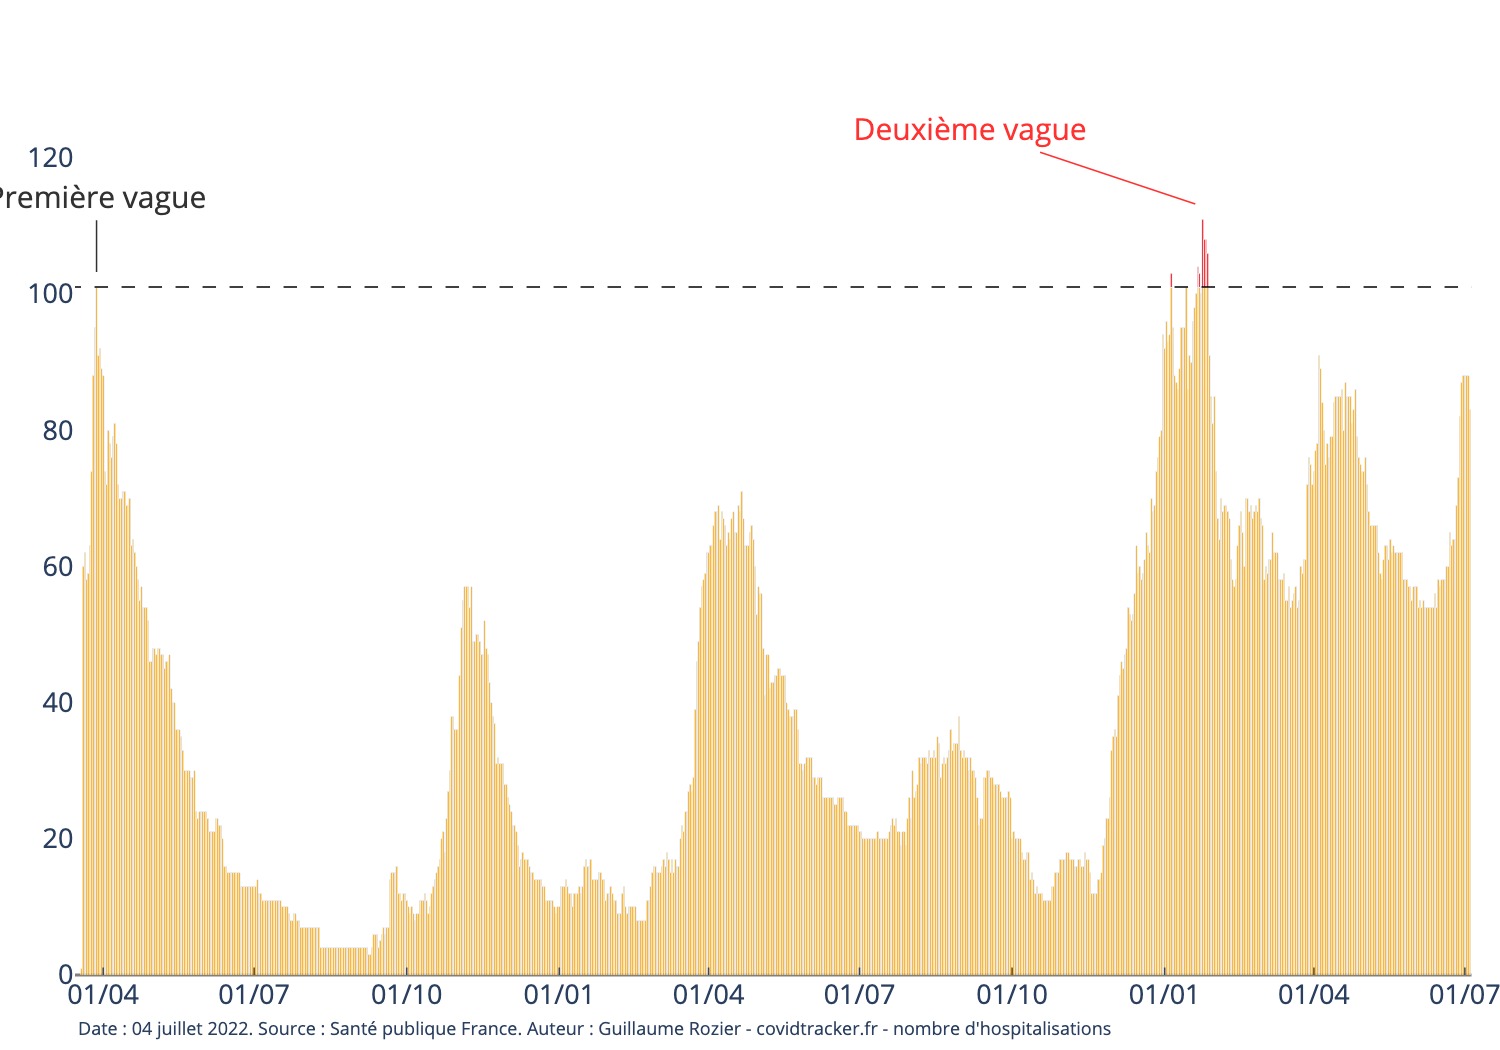 Deuxième vague
120
Première vague
100
80
60
40
20
0
01/04 01/07 01/10 01/01 01/04 01/07 01/10 01/01 01/04 01/07
Date : 04 juillet 2022. Source : Santé publique France. Auteur : Guillaume Rozier - covidtracker.fr - nombre d'hospitalisations